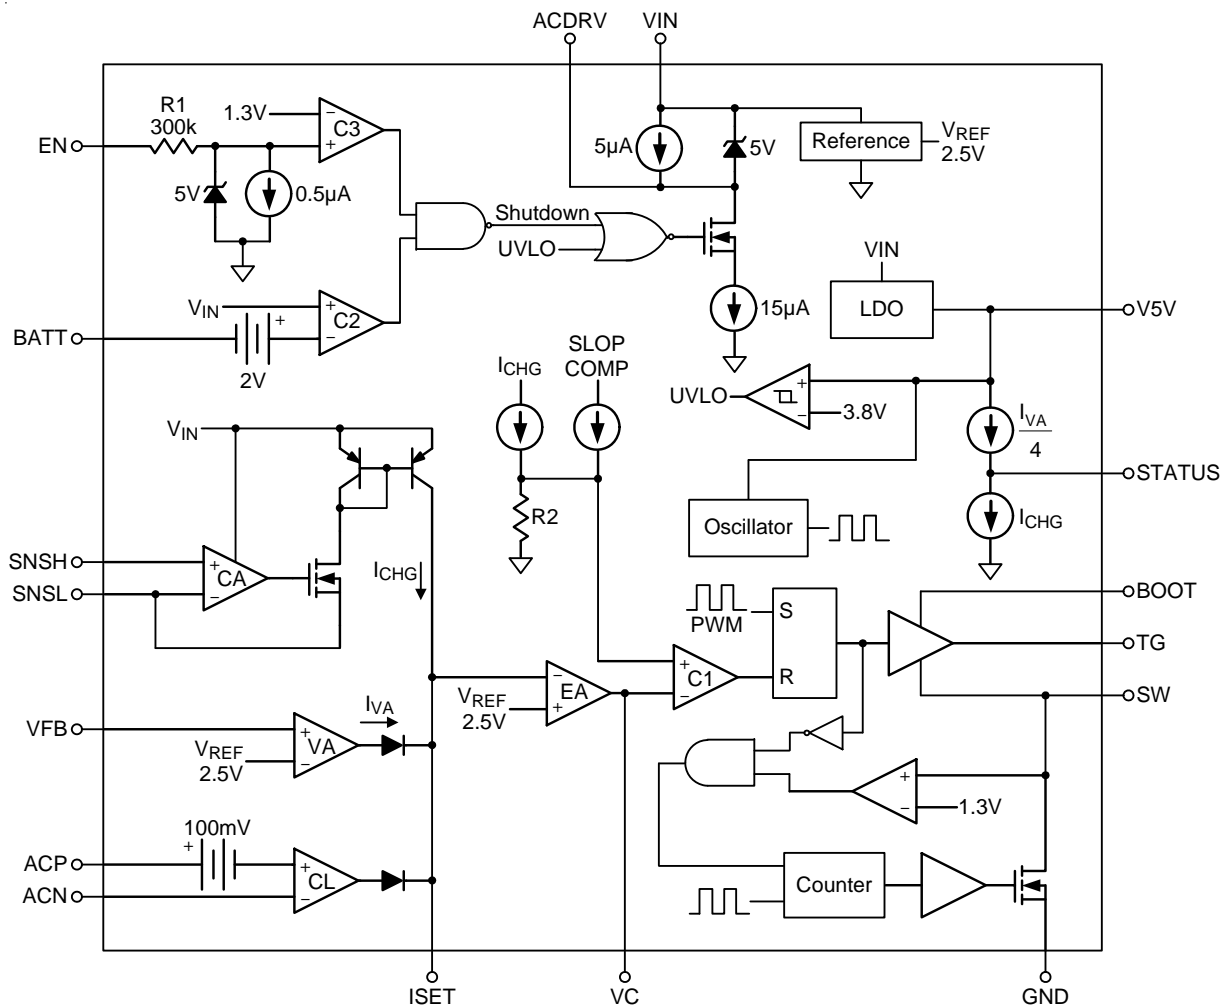 ACDRV VIN
R1
300k
1.3V
−
+
C3
EN
5V
0.5µA
5µA
5V
Reference
VREF
2.5V
Shutdown
UVLO
VIN
+
−
C2
BATT
+
2V
15µA
VIN
LDO
V5V
ICHG
SLOP
COMP
UVLO
+
−
3.8V
IVA
4
STATUS
ICHG
VIN
R2
Oscillator
SNSH
SNSL
+
−
CA
ICHG
PWM
S
R
BOOT
TG
SW
−
+
EA
VREF
2.5V
+
−
C1
VFB
VREF
2.5V
+
−
VA
IVA
+
−
1.3V
100mV
+
ACP
ACN
+
−
CL
Counter
ISET VC GND